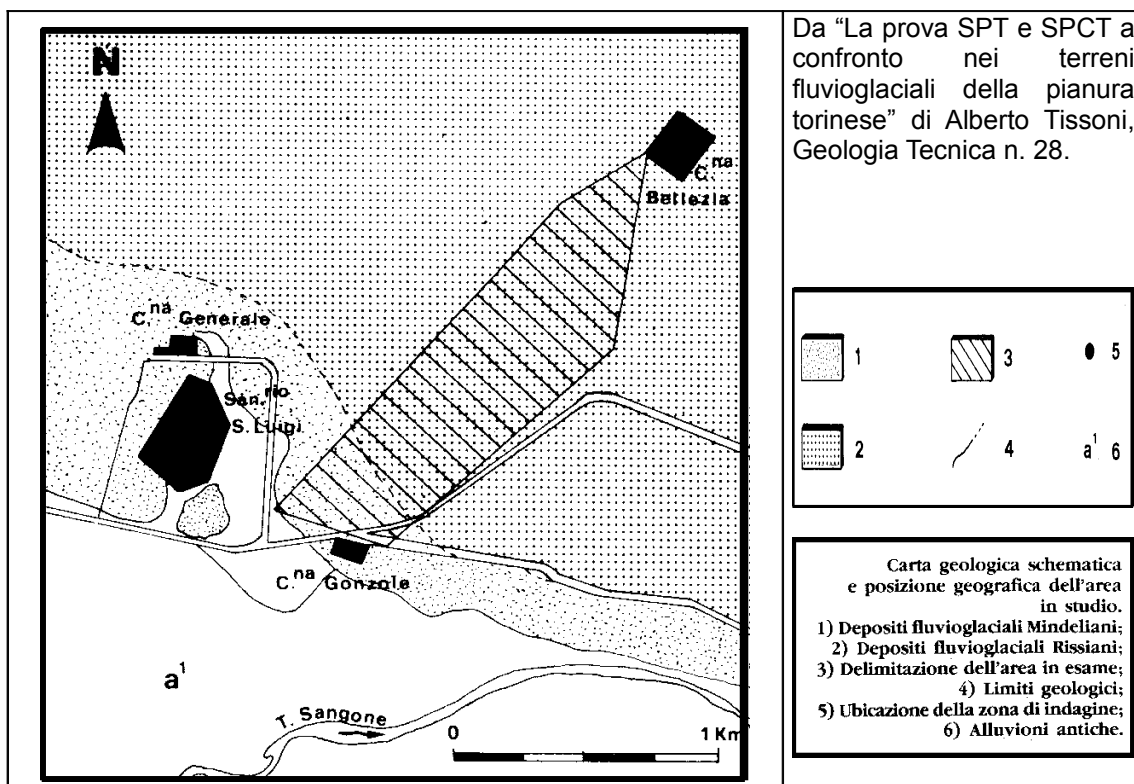 Da “La prova SPT e SPCT a
confronto nei terreni
fluvioglaciali della pianura
torinese” di Alberto Tissoni,
Geologia Tecnica n. 28.
N
C.na
Bellezia
C.na Generale
San.rio
S. Luigi
C.na Gonzole
a1
T. Sangone
0 1 Km
1
3
5
2
4
a1 6
Carta geologica schematica
e posizione geografica dell'area
in studio.
1) Depositi fluvioglaciali Mindeliani;
2) Depositi fluvioglaciali Rissiani;
3) Delimitazione dell'area in esame;
4) Limiti geologici;
5) Ubicazione della zona di indagine;
6) Alluvioni antiche.